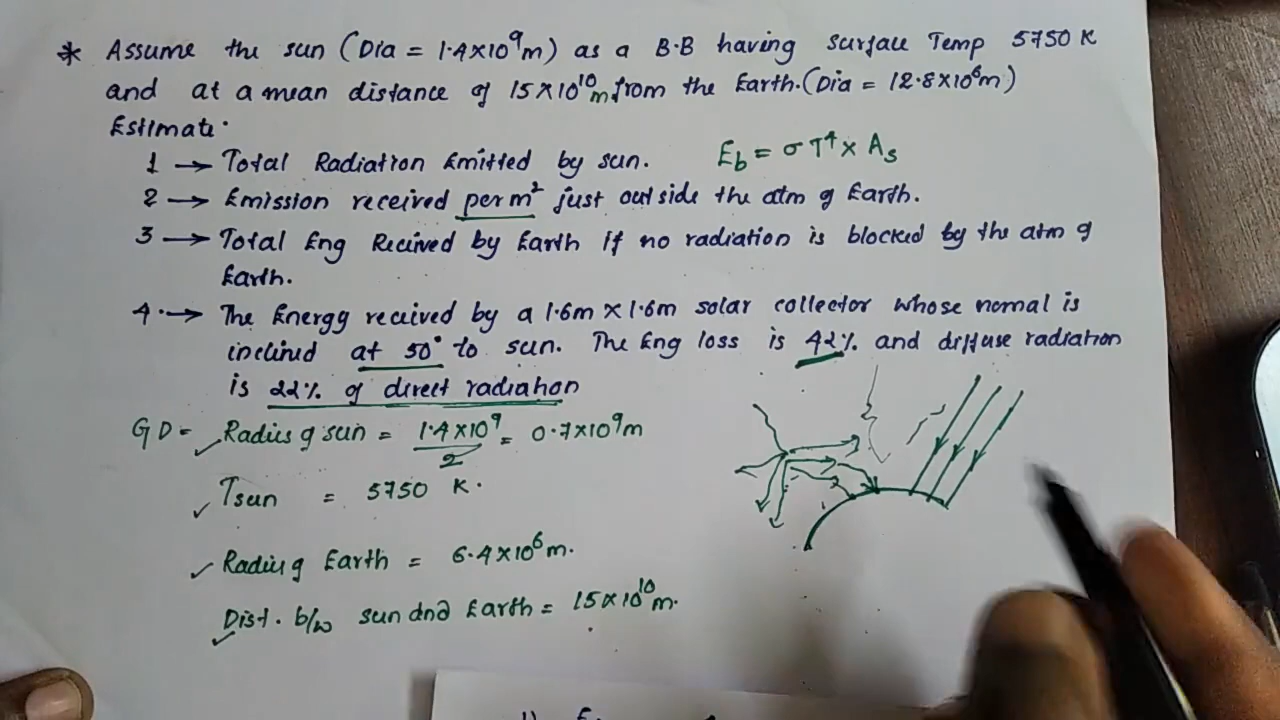 * Assume the sun (Dia = 1.4×10⁹m) as a B.B having surface Temp 5750 K
and at a mean distance of 15×10¹⁰m from the Earth. (Dia = 12.8×10⁶m)
Estimate.
1 → Total Radiation Emitted by sun. Eb = σT⁴ × As
2 → Emission received per m² just outside the atm of Earth.
3 → Total Eng Recived by Earth if no radiation is blocked by the atm of
Earth.
4. → The Energy received by a 1.6m × 1.6m solar collector whose normal is
inclined at 50° to sun. The Eng loss is 42% and diffuse radiation
is 22% of direct radiation
GD = ✓ Radius of sun = 1.4×10⁹/2 = 0.7×10⁹m
✓ Tsun = 5750 K.
✓ Radius of Earth = 6.4×10⁶m.
✓ Dist. b/w sun and Earth = 15×10¹⁰m.